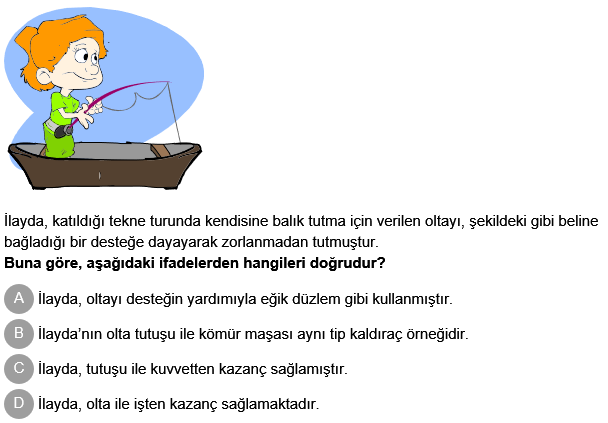 İlayda, katıldığı tekne turunda kendisine balık tutma için verilen oltayı, şekildeki gibi beline
bağladığı bir desteğe dayayarak zorlanmadan tutmuştur.
Buna göre, aşağıdaki ifadelerden hangileri doğrudur?
A İlayda, oltayı desteğin yardımıyla eğik düzlem gibi kullanmıştır.
B İlayda'nın olta tutuşu ile kömür maşası aynı tip kaldıraç örneğidir.
C İlayda, tutuşu ile kuvvetten kazanç sağlamıştır.
D İlayda, olta ile işten kazanç sağlamaktadır.